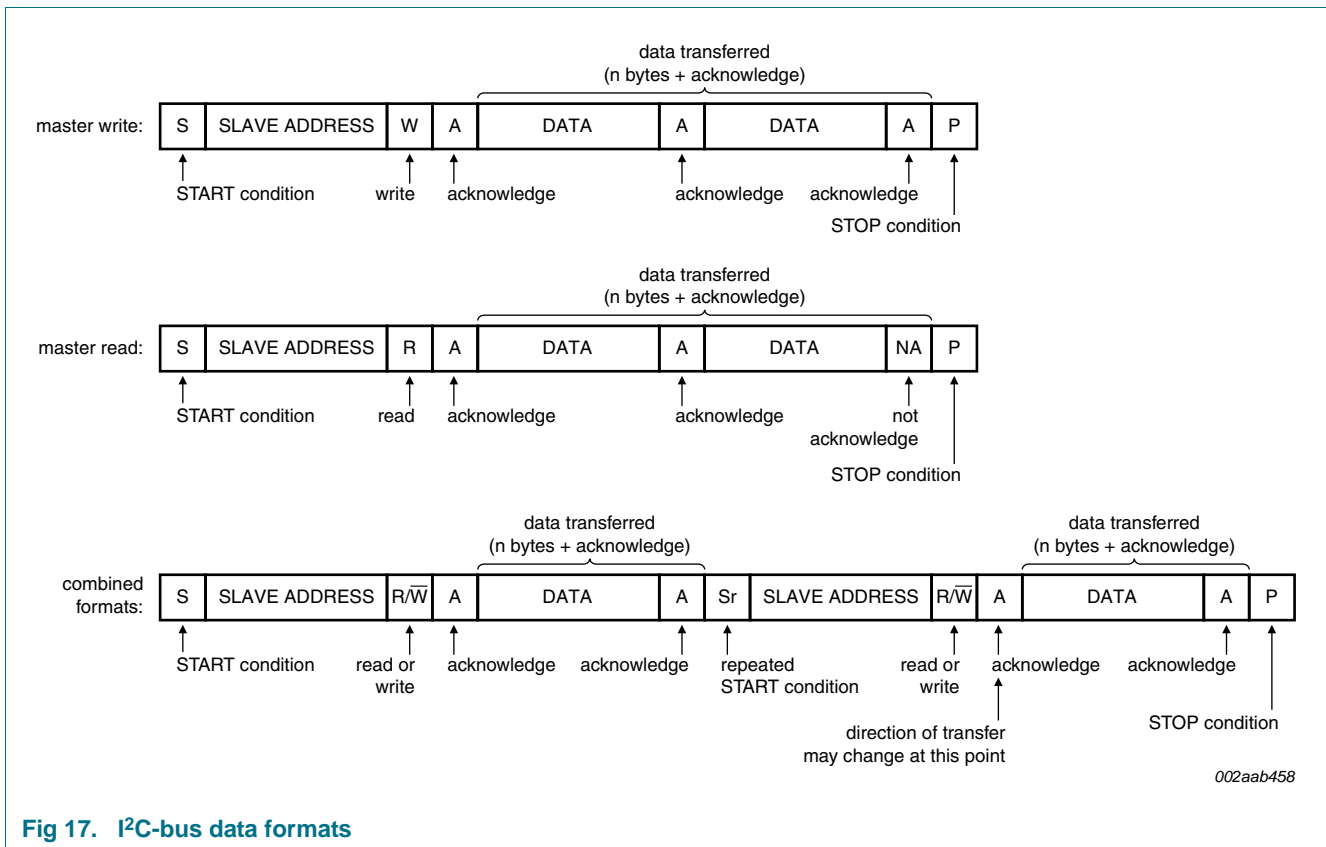 data transferred
(n bytes + acknowledge)
master write: S SLAVE ADDRESS W A DATA A DATA A P
START condition write acknowledge acknowledge acknowledge
STOP condition
data transferred
(n bytes + acknowledge)
master read: S SLAVE ADDRESS R A DATA A DATA NA P
START condition read acknowledge acknowledge not
acknowledge
STOP condition
data transferred data transferred
(n bytes + acknowledge) (n bytes + acknowledge)
combined
formats: S SLAVE ADDRESS R/W̅ A DATA A Sr SLAVE ADDRESS R/W̅ A DATA A P
START condition read or acknowledge acknowledge repeated read or acknowledge acknowledge
write START condition write
STOP condition
direction of transfer
may change at this point
002aab458
Fig 17. I²C-bus data formats